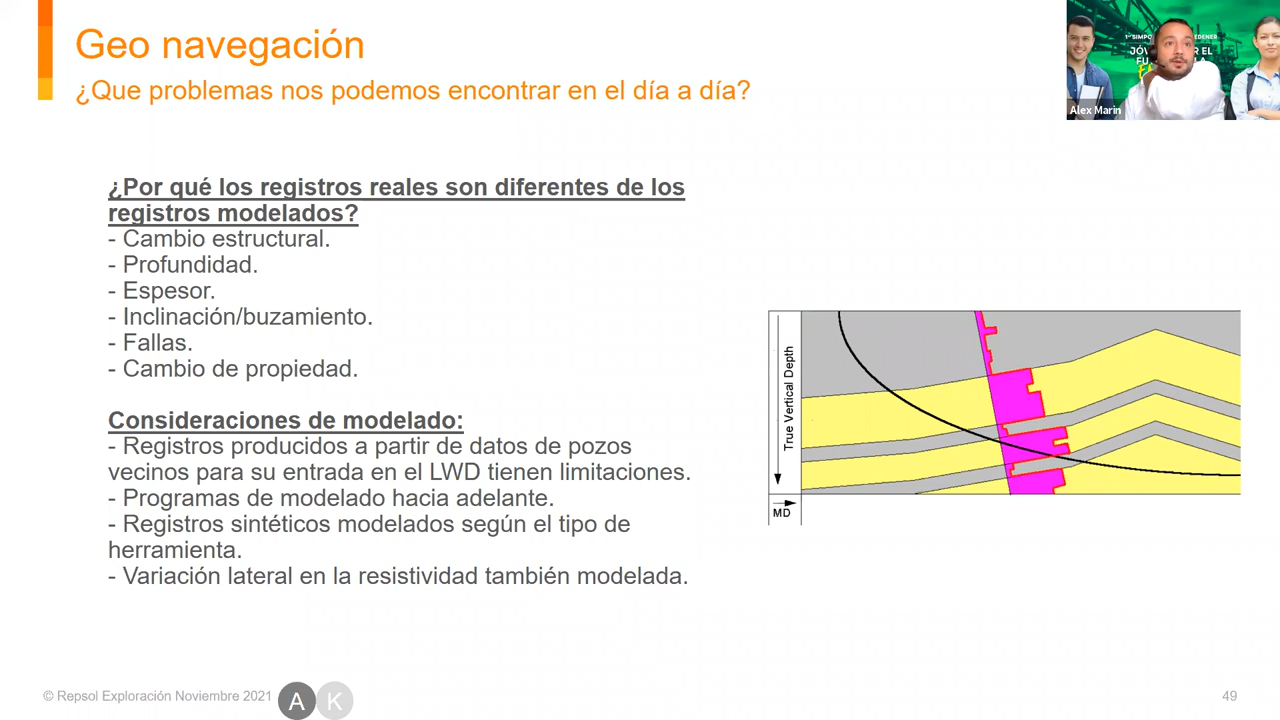 Geo navegación
¿Que problemas nos podemos encontrar en el día a día?
Alex Marin
¿Por qué los registros reales son diferentes de los
registros modelados?
- Cambio estructural.
- Profundidad.
- Espesor.
- Inclinación/buzamiento.
- Fallas.
- Cambio de propiedad.
Consideraciones de modelado:
- Registros producidos a partir de datos de pozos
vecinos para su entrada en el LWD tienen limitaciones.
- Programas de modelado hacia adelante.
- Registros sintéticos modelados según el tipo de
herramienta.
- Variación lateral en la resistividad también modelada.
True Vertical Depth
MD
© Repsol Exploración Noviembre 2021
A K
49